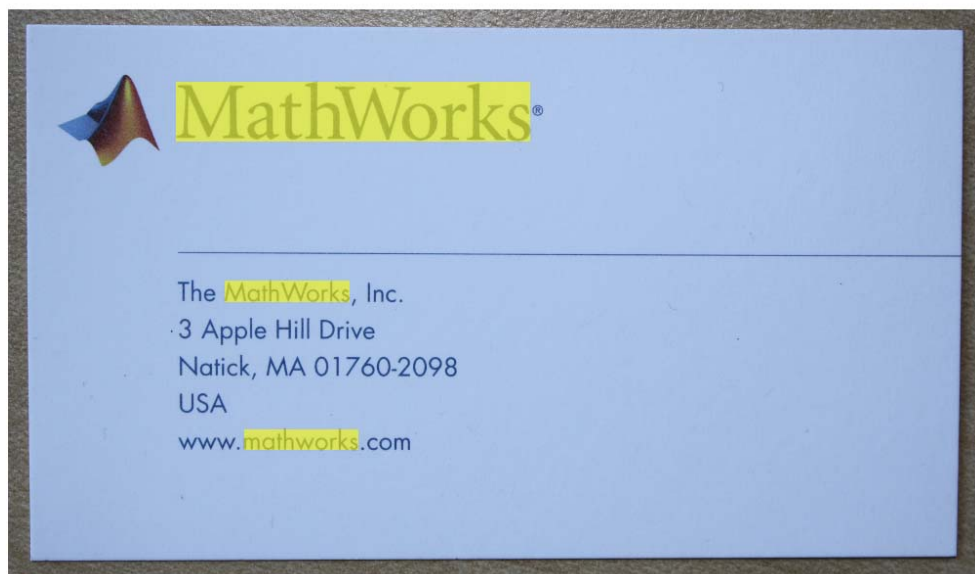 MathWorks®
The MathWorks, Inc.
3 Apple Hill Drive
Natick, MA 01760-2098
USA
www.mathworks.com